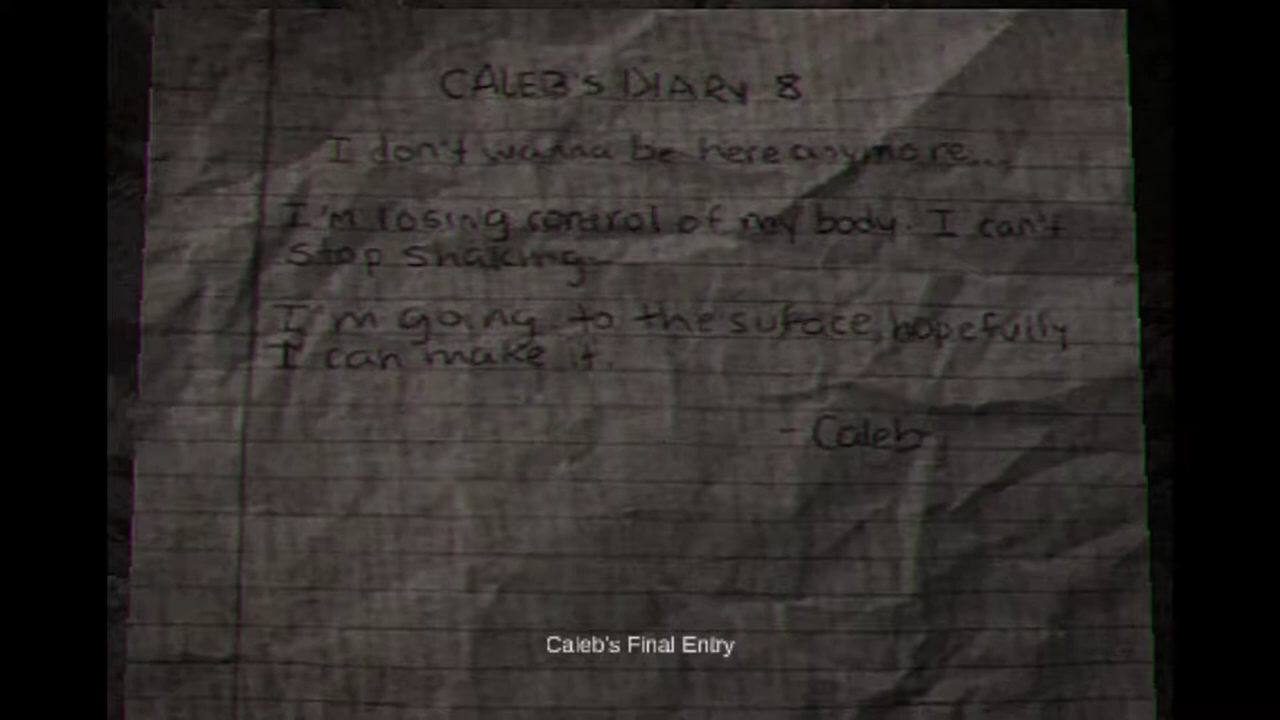 CALEB'S DIARY 8
I don't wanna be here anymore...
I'm losing control of my body. I can't
stop shaking.
I'm going to the suface, hopefully
I can make it.
- Caleb
Caleb's Final Entry